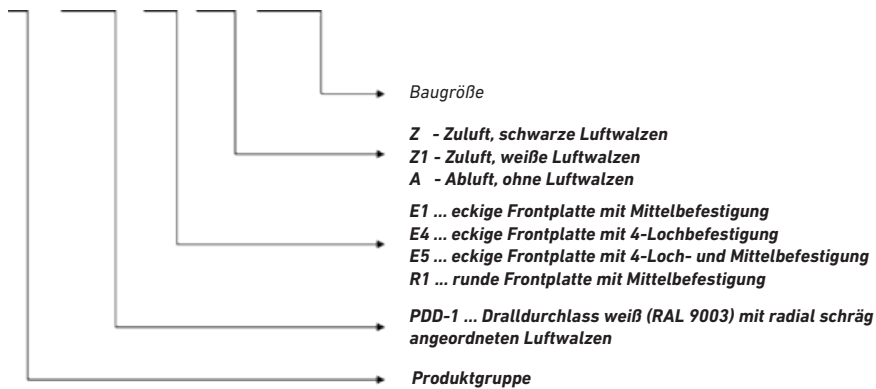 Baugröße
Z - Zuluft, schwarze Luftwalzen
Z1 - Zuluft, weiße Luftwalzen
A - Abluft, ohne Luftwalzen
E1 ... eckige Frontplatte mit Mittelbefestigung
E4 ... eckige Frontplatte mit 4-Lochbefestigung
E5 ... eckige Frontplatte mit 4-Loch- und Mittelbefestigung
R1 ... runde Frontplatte mit Mittelbefestigung
PDD-1 ... Dralldurchlass weiß (RAL 9003) mit radial schräg
angeordneten Luftwalzen
Produktgruppe